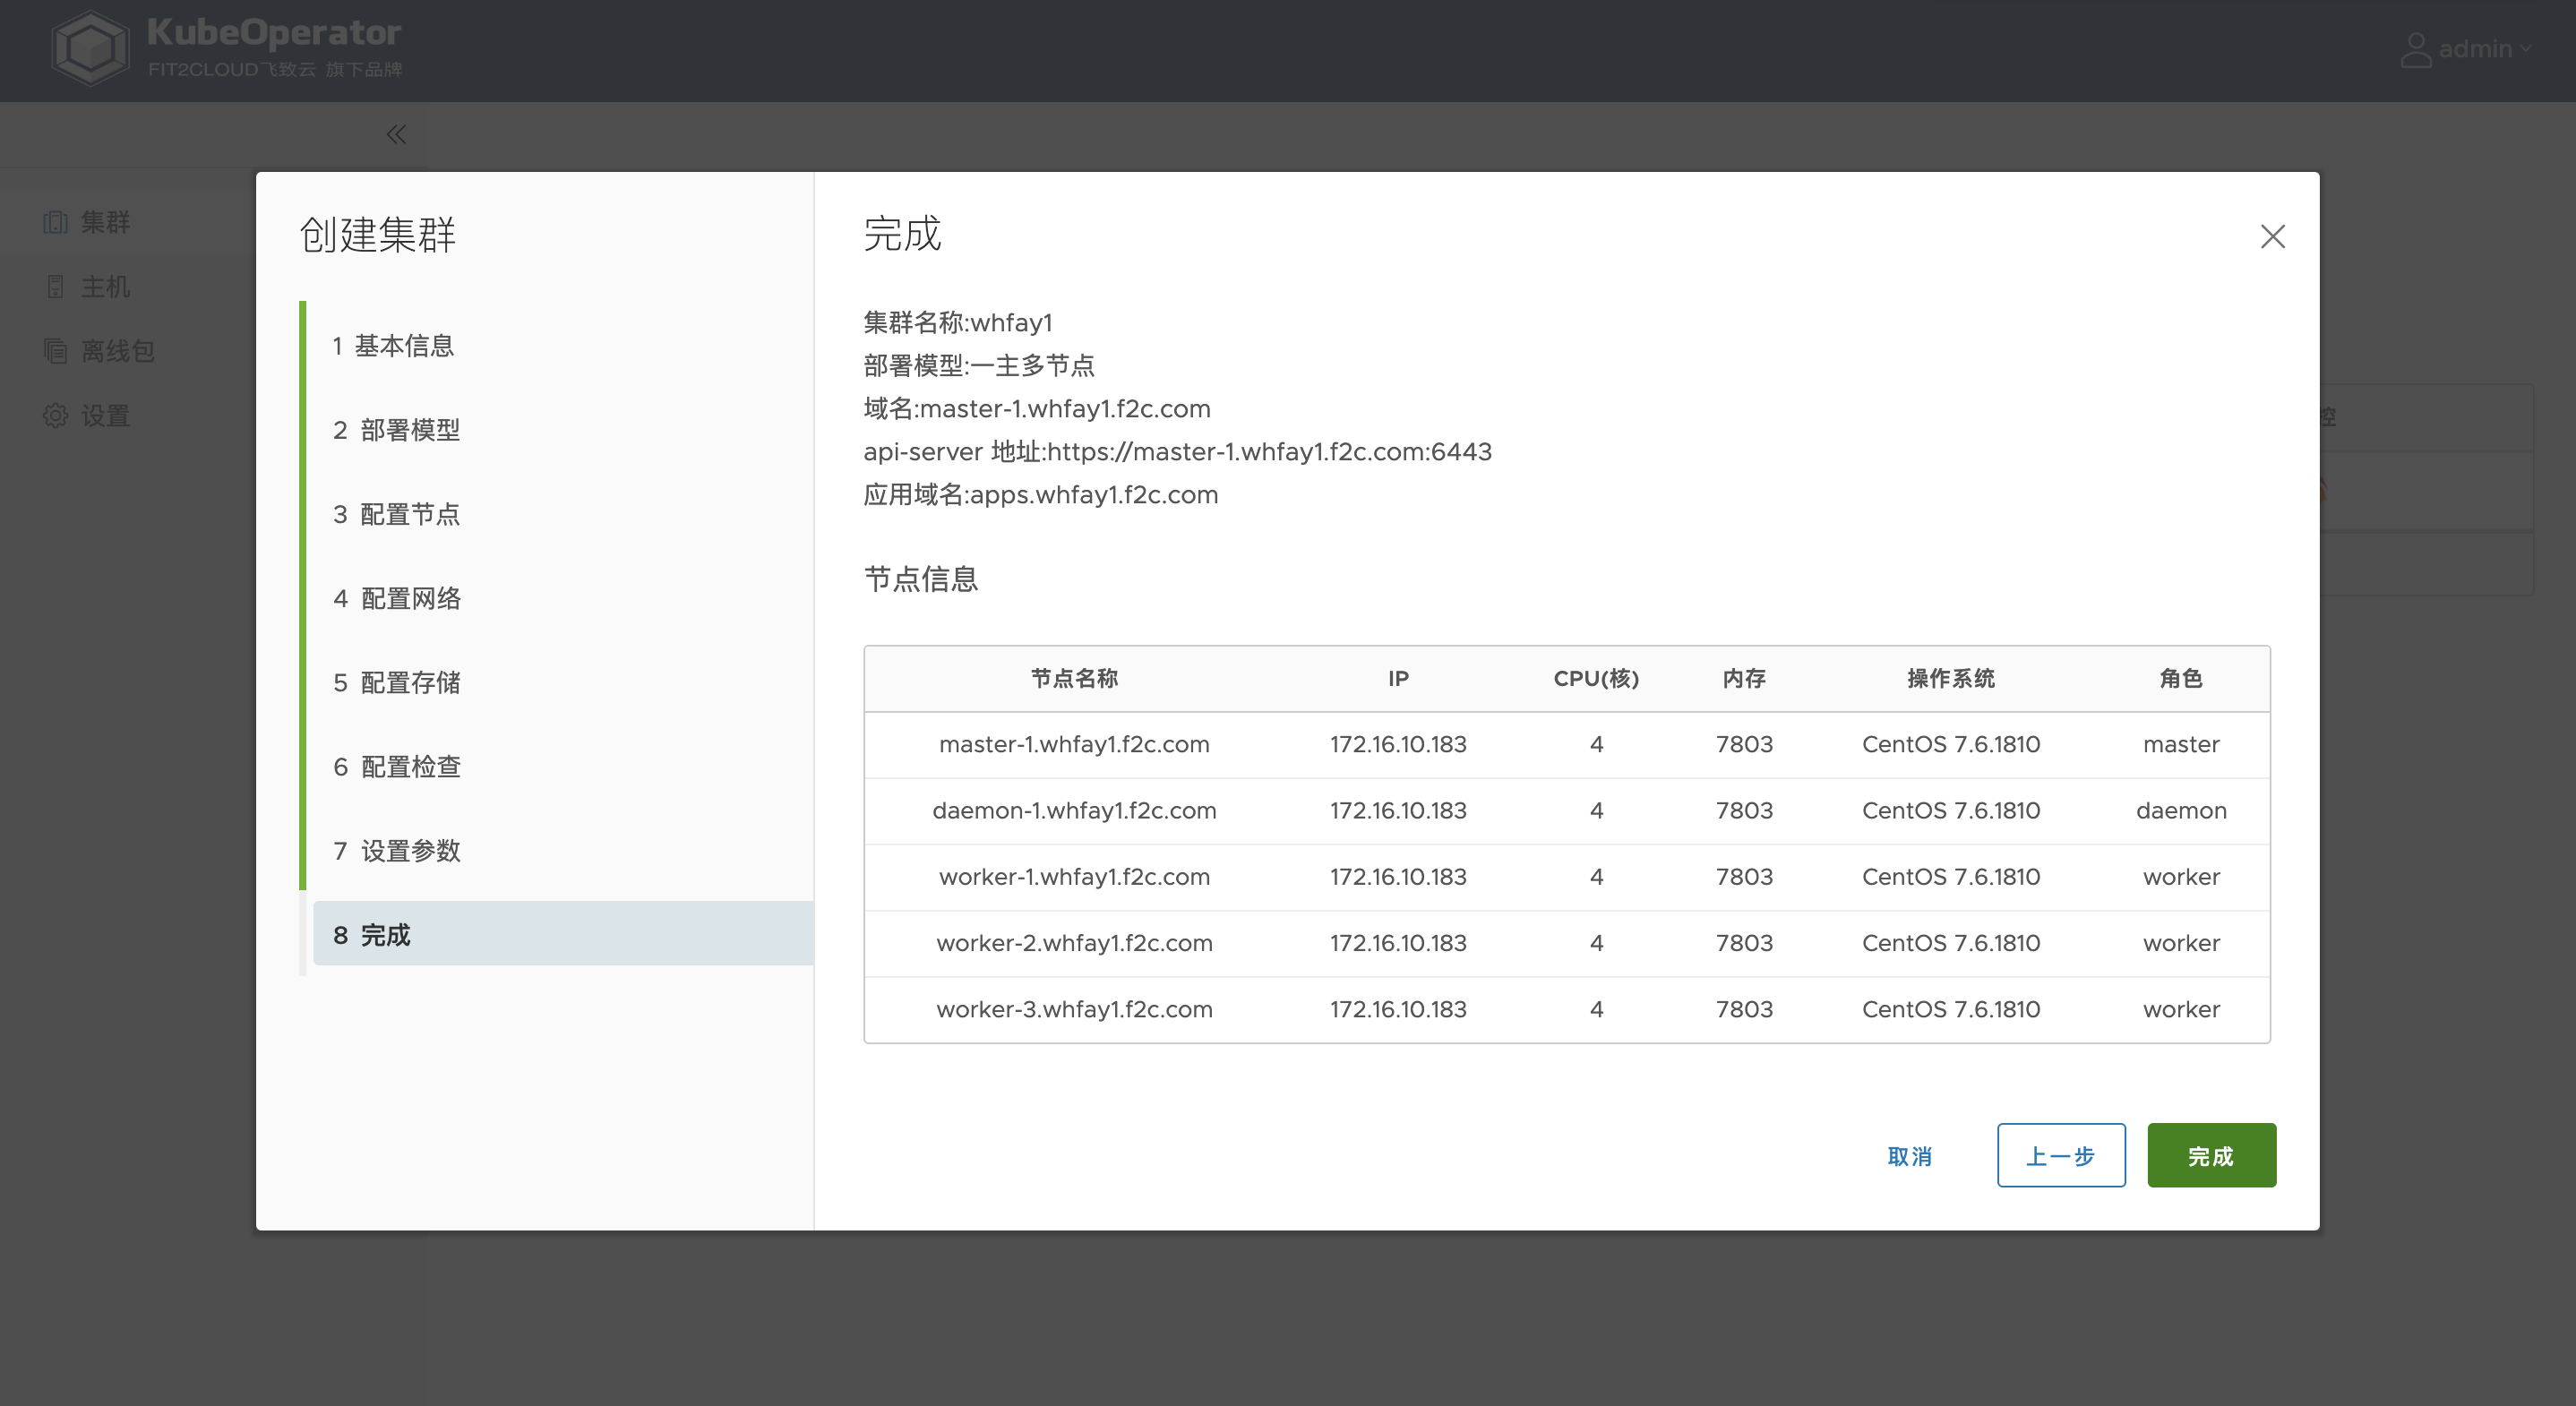 KubeOperator
FIT2CLOUD飞致云 旗下品牌
admin
集群
主机
离线包
设置
控
创建集群
1 基本信息
2 部署模型
3 配置节点
4 配置网络
5 配置存储
6 配置检查
7 设置参数
8 完成
完成
集群名称:whfay1
部署模型:一主多节点
域名:master-1.whfay1.f2c.com
api-server 地址:https://master-1.whfay1.f2c.com:6443
应用域名:apps.whfay1.f2c.com
节点信息
节点名称 IP CPU(核) 内存 操作系统 角色
master-1.whfay1.f2c.com 172.16.10.183 4 7803 CentOS 7.6.1810 master
daemon-1.whfay1.f2c.com 172.16.10.183 4 7803 CentOS 7.6.1810 daemon
worker-1.whfay1.f2c.com 172.16.10.183 4 7803 CentOS 7.6.1810 worker
worker-2.whfay1.f2c.com 172.16.10.183 4 7803 CentOS 7.6.1810 worker
worker-3.whfay1.f2c.com 172.16.10.183 4 7803 CentOS 7.6.1810 worker
取消 上一步 完成